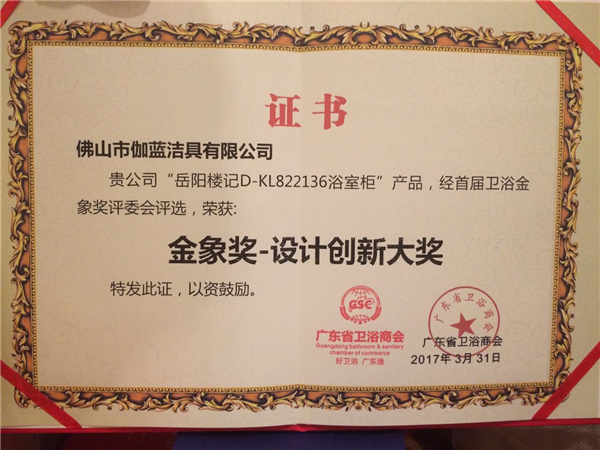 证书
佛山市伽蓝洁具有限公司
贵公司“岳阳楼记D-KL822136浴室柜”产品，经首届卫浴金
象奖评委会评选，荣获:
金象奖-设计创新大奖
特发此证，以资鼓励。
GSC
广东省卫浴商会
Guangdong bathroom & sanitary
chamber of commerce
好卫浴 广东造
广东省卫浴商会
广东省卫浴商会
2017年 3月 31日